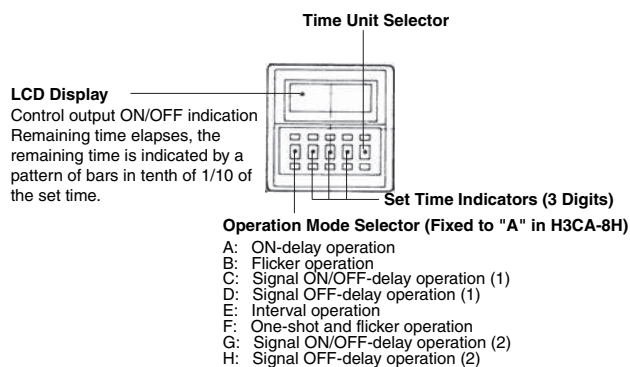 Time Unit Selector
LCD Display
Control output ON/OFF indication
Remaining time elapses, the
remaining time is indicated by a
pattern of bars in tenth of 1/10 of
the set time.
Set Time Indicators (3 Digits)
Operation Mode Selector (Fixed to "A" in H3CA-8H)
A: ON-delay operation
B: Flicker operation
C: Signal ON/OFF-delay operation (1)
D: Signal OFF-delay operation (1)
E: Interval operation
F: One-shot and flicker operation
G: Signal ON/OFF-delay operation (2)
H: Signal OFF-delay operation (2)